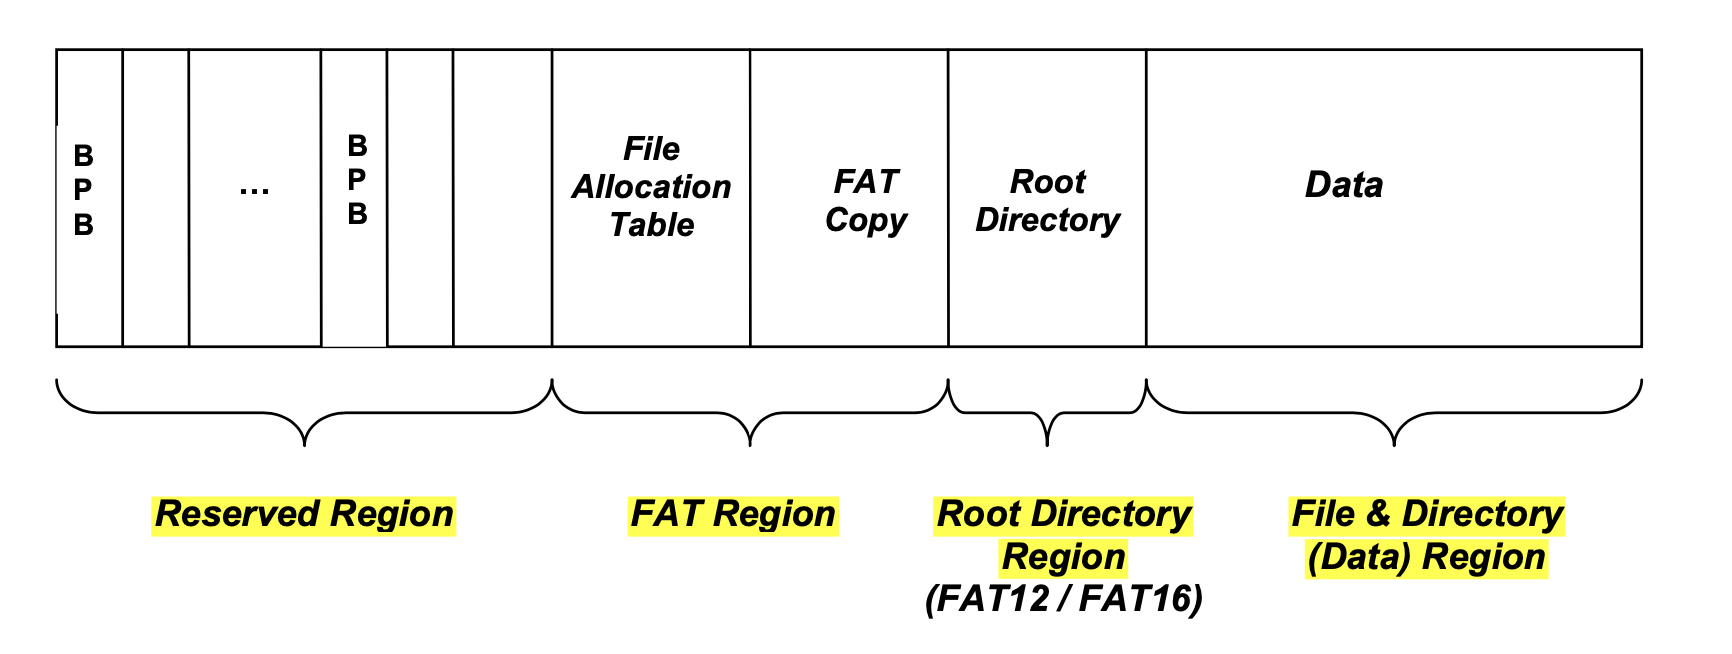 B
P
B
...
B
P
B
File
Allocation
Table
FAT
Copy
Root
Directory
Data
Reserved Region
FAT Region
Root Directory
Region
(FAT12 / FAT16)
File & Directory
(Data) Region